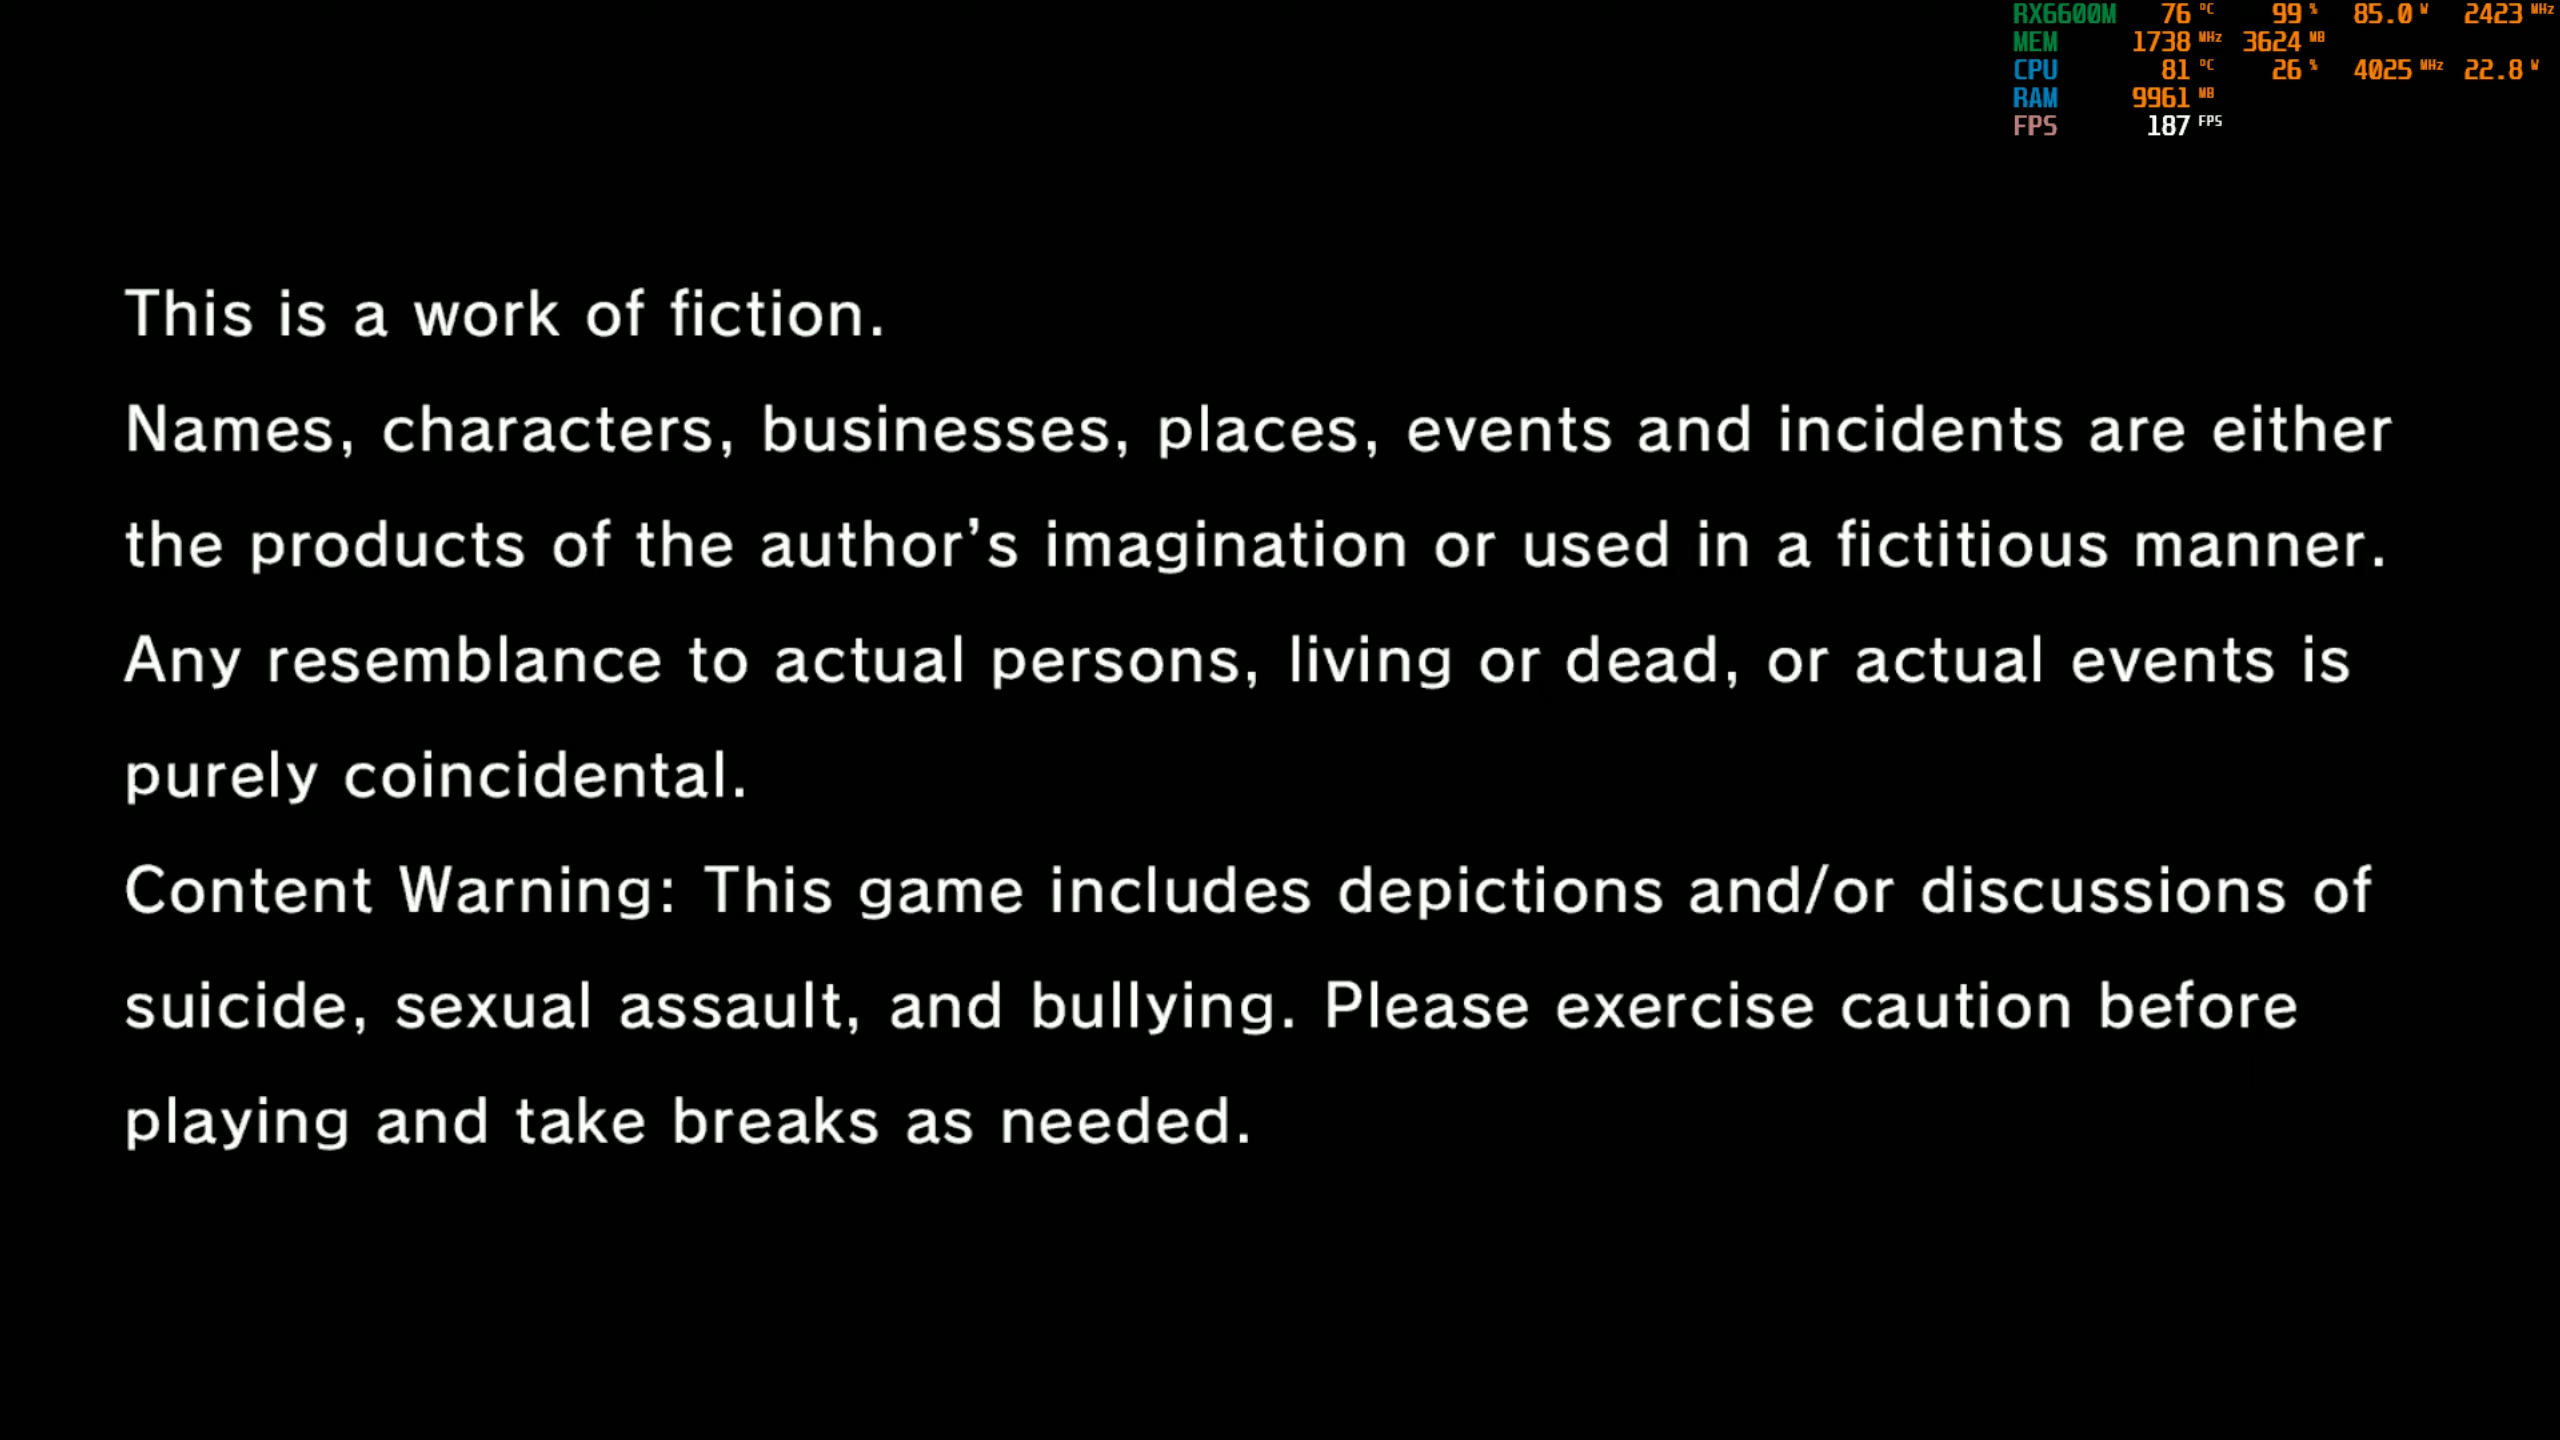 RX6600M 76 °C 99 % 85.0 W 2423 MHz
MEM 1738 MHz 3624 MB
CPU 81 °C 26 % 4025 MHz 22.8 W
RAM 9961 MB
FPS 187 FPS
This is a work of fiction.
Names, characters, businesses, places, events and incidents are either
the products of the author’s imagination or used in a fictitious manner.
Any resemblance to actual persons, living or dead, or actual events is
purely coincidental.
Content Warning: This game includes depictions and/or discussions of
suicide, sexual assault, and bullying. Please exercise caution before
playing and take breaks as needed.